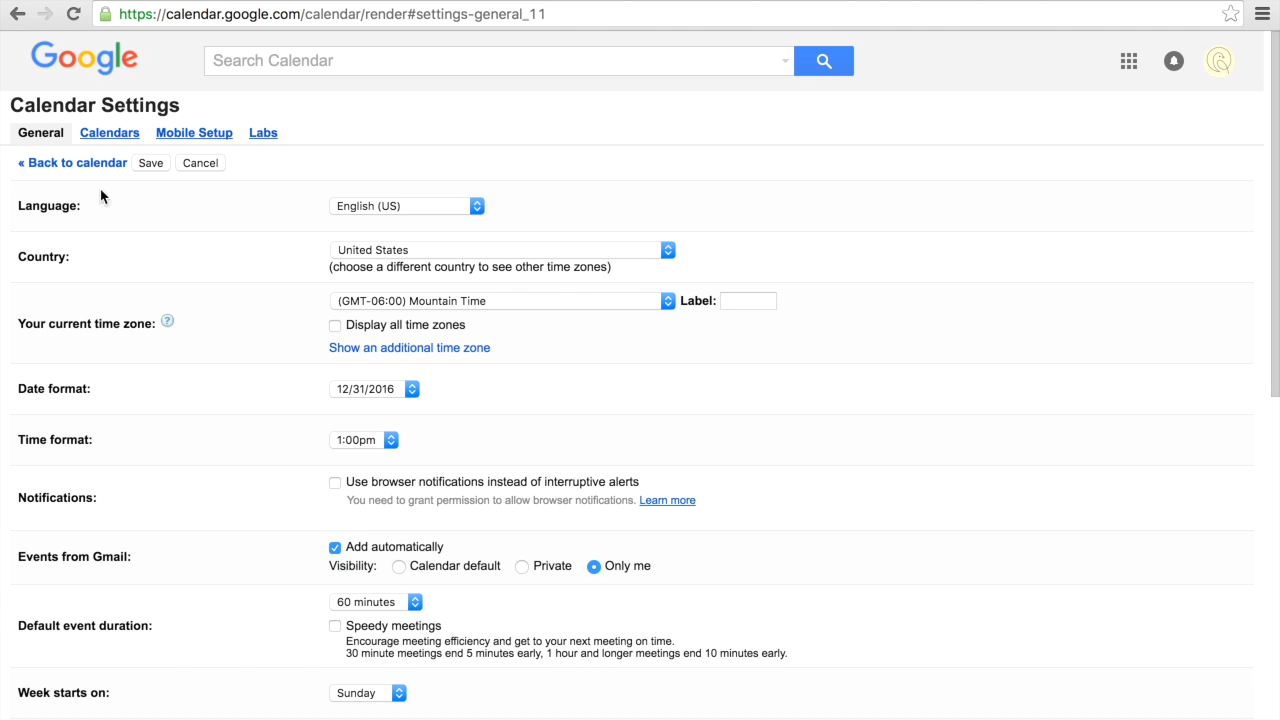 https://calendar.google.com/calendar/render#settings-general_11
Google
Search Calendar
Calendar Settings
General Calendars Mobile Setup Labs
« Back to calendar Save Cancel
Language: English (US)
Country: United States
(choose a different country to see other time zones)
(GMT-06:00) Mountain Time Label:
Your current time zone: ?
Display all time zones
Show an additional time zone
Date format: 12/31/2016
Time format: 1:00pm
Use browser notifications instead of interruptive alerts
Notifications:
You need to grant permission to allow browser notifications. Learn more
Add automatically
Events from Gmail:
Visibility: Calendar default Private Only me
60 minutes
Default event duration: Speedy meetings
Encourage meeting efficiency and get to your next meeting on time.
30 minute meetings end 5 minutes early, 1 hour and longer meetings end 10 minutes early.
Week starts on: Sunday